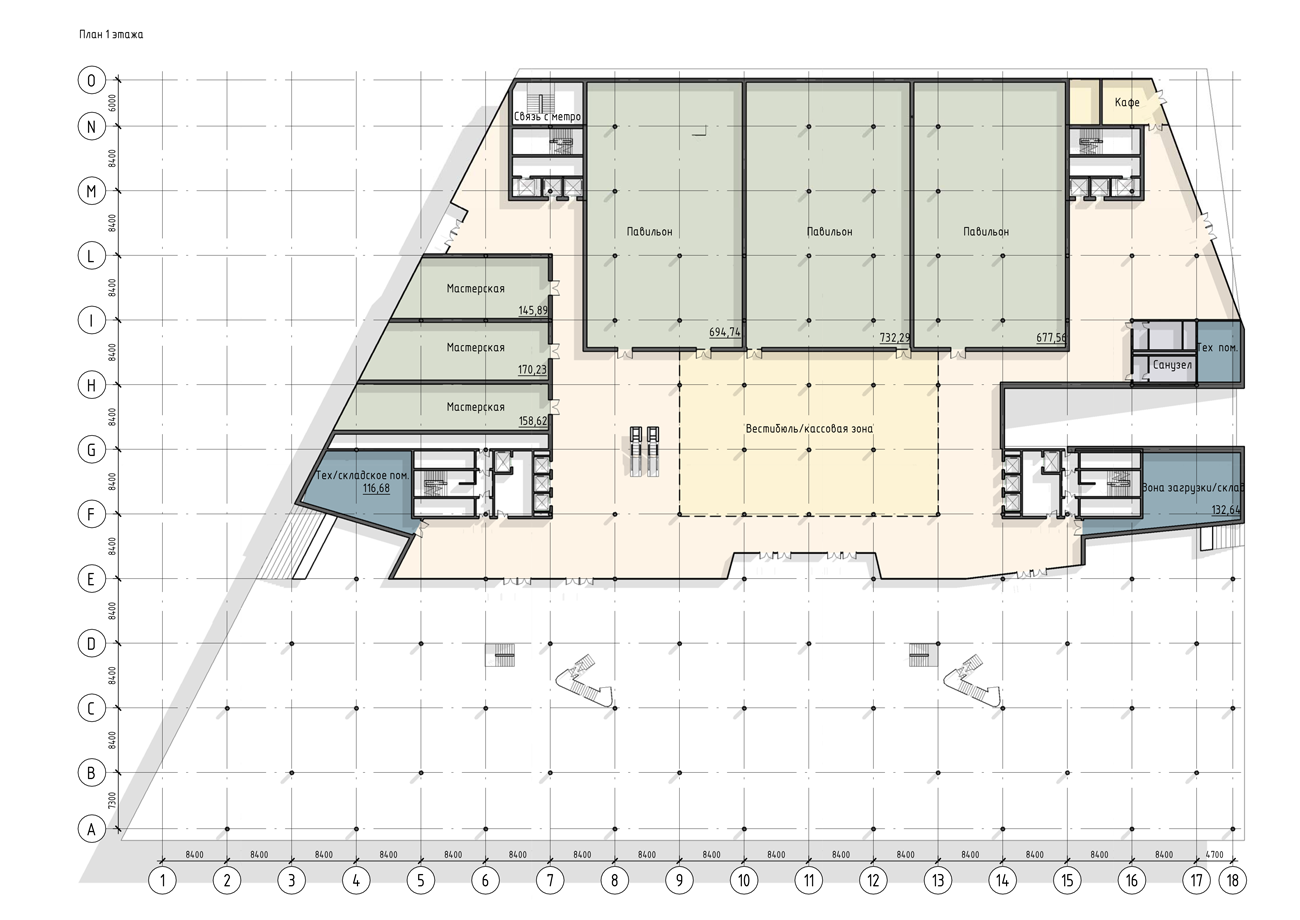 План 1 этажа
O
6000
N
Связь с метро
Кафе
8400
M
8400
Павильон
Павильон
Павильон
L
8400
Мастерская
145,89
I
694,74
732,29
677,56
8400
Мастерская
170,23
Тех пом.
Санузел
H
8400
Мастерская
158,62
Вестибюль/кассовая зона
G
8400
Тех/складское пом.
116,68
Зона загрузки/склад
132,64
F
8400
E
8400
D
8400
C
8400
B
7300
A
8400 8400 8400 8400 8400 8400 8400 8400 8400 8400 8400 8400 8400 8400 8400 8400 4700
1 2 3 4 5 6 7 8 9 10 11 12 13 14 15 16 17 18